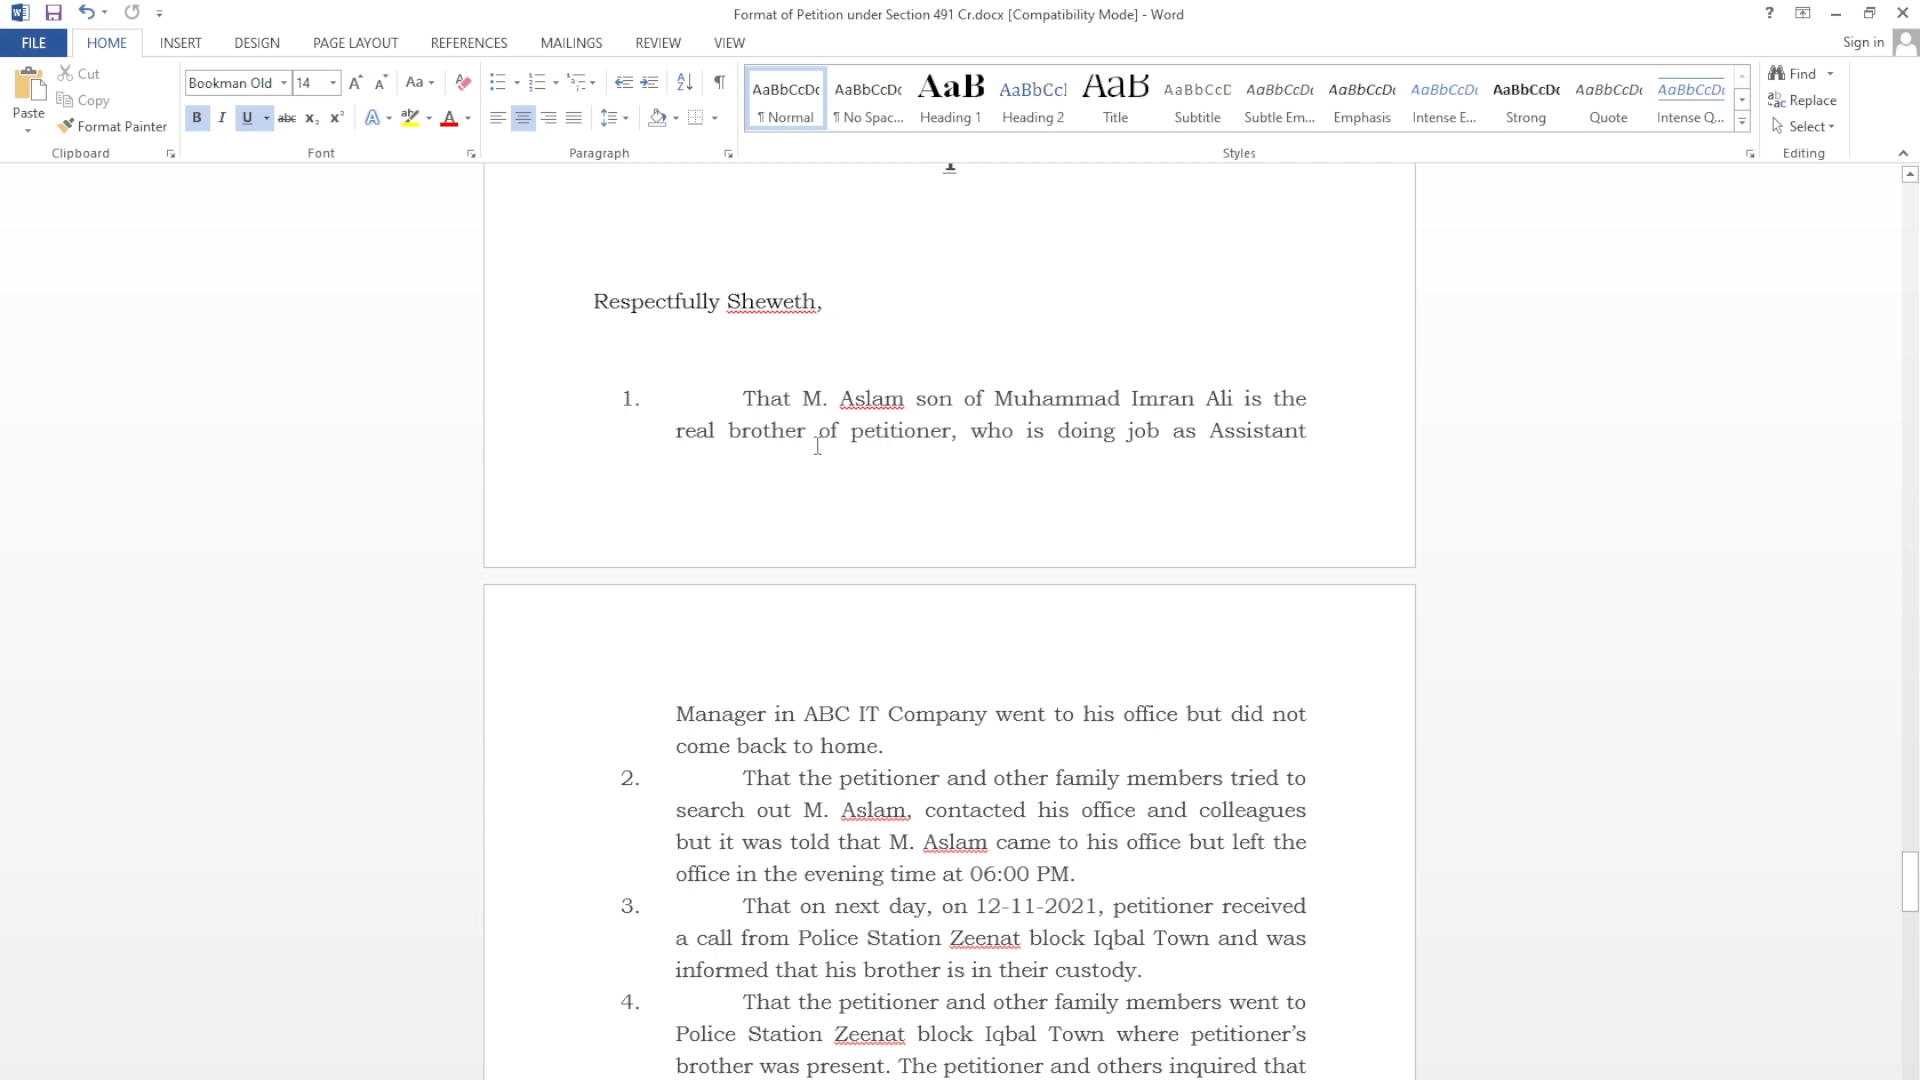 Format of Petition under Section 491 Cr.docx [Compatibility Mode] - Word
?
FILE HOME INSERT DESIGN PAGE LAYOUT REFERENCES MAILINGS REVIEW VIEW Sign in
Paste
Cut
Copy
Format Painter
Clipboard
Bookman Old 14 Aa
B I U abc x₂ x² A ab A
Font
Paragraph
AaBbCcDc AaBbCcDc AaB AaBbCcI AaB AaBbCcD AaBbCcDc AaBbCcDc AaBbCcDc AaBbCcDc AaBbCcDc AaBbCcDc
¶ Normal ¶ No Spac... Heading 1 Heading 2 Title Subtitle Subtle Em... Emphasis Intense E... Strong Quote Intense Q...
Styles
Find
Replace
Select
Editing
Respectfully Sheweth,
1. That M. Aslam son of Muhammad Imran Ali is the
real brother of petitioner, who is doing job as Assistant
Manager in ABC IT Company went to his office but did not
come back to home.
2. That the petitioner and other family members tried to
search out M. Aslam, contacted his office and colleagues
but it was told that M. Aslam came to his office but left the
office in the evening time at 06:00 PM.
3. That on next day, on 12-11-2021, petitioner received
a call from Police Station Zeenat block Iqbal Town and was
informed that his brother is in their custody.
4. That the petitioner and other family members went to
Police Station Zeenat block Iqbal Town where petitioner’s
brother was present. The petitioner and others inquired that